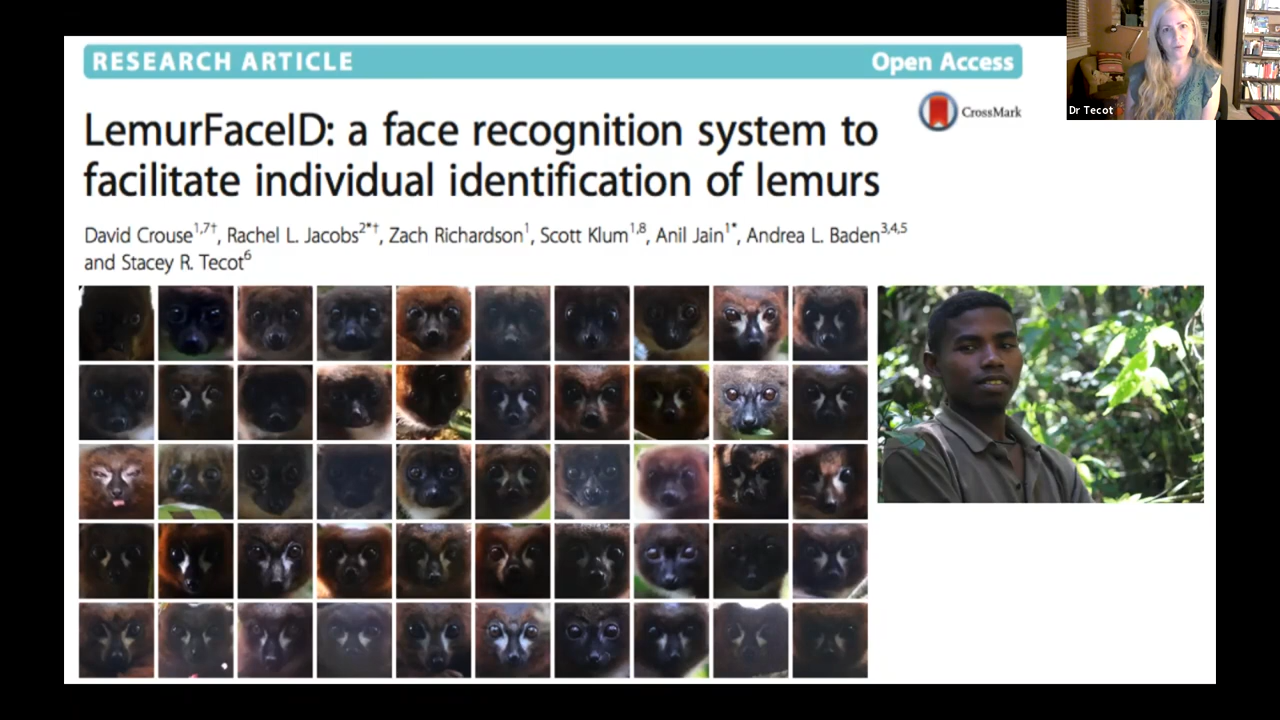 RESEARCH ARTICLE Open Access
CrossMark
LemurFaceID: a face recognition system to
facilitate individual identification of lemurs
David Crouse1,7†, Rachel L. Jacobs2*†, Zach Richardson1, Scott Klum1,8, Anil Jain1*, Andrea L. Baden3,4,5
and Stacey R. Tecot6
Dr Tecot